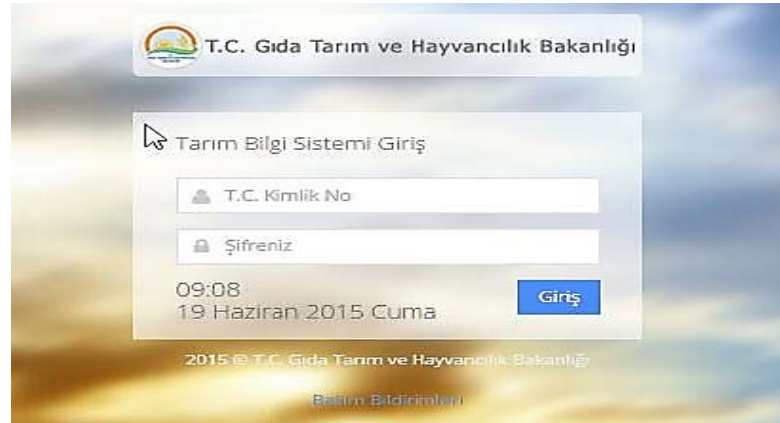 T.C. Gıda Tarım ve Hayvancılık Bakanlığı
Tarım Bilgi Sistemi Giriş
T.C. Kimlik No
Şifreniz
09:08
19 Haziran 2015 Cuma
Giriş
2015 © T.C. Gıda Tarım ve Hayvancılık Bakanlığı
Bakım Bildirimleri